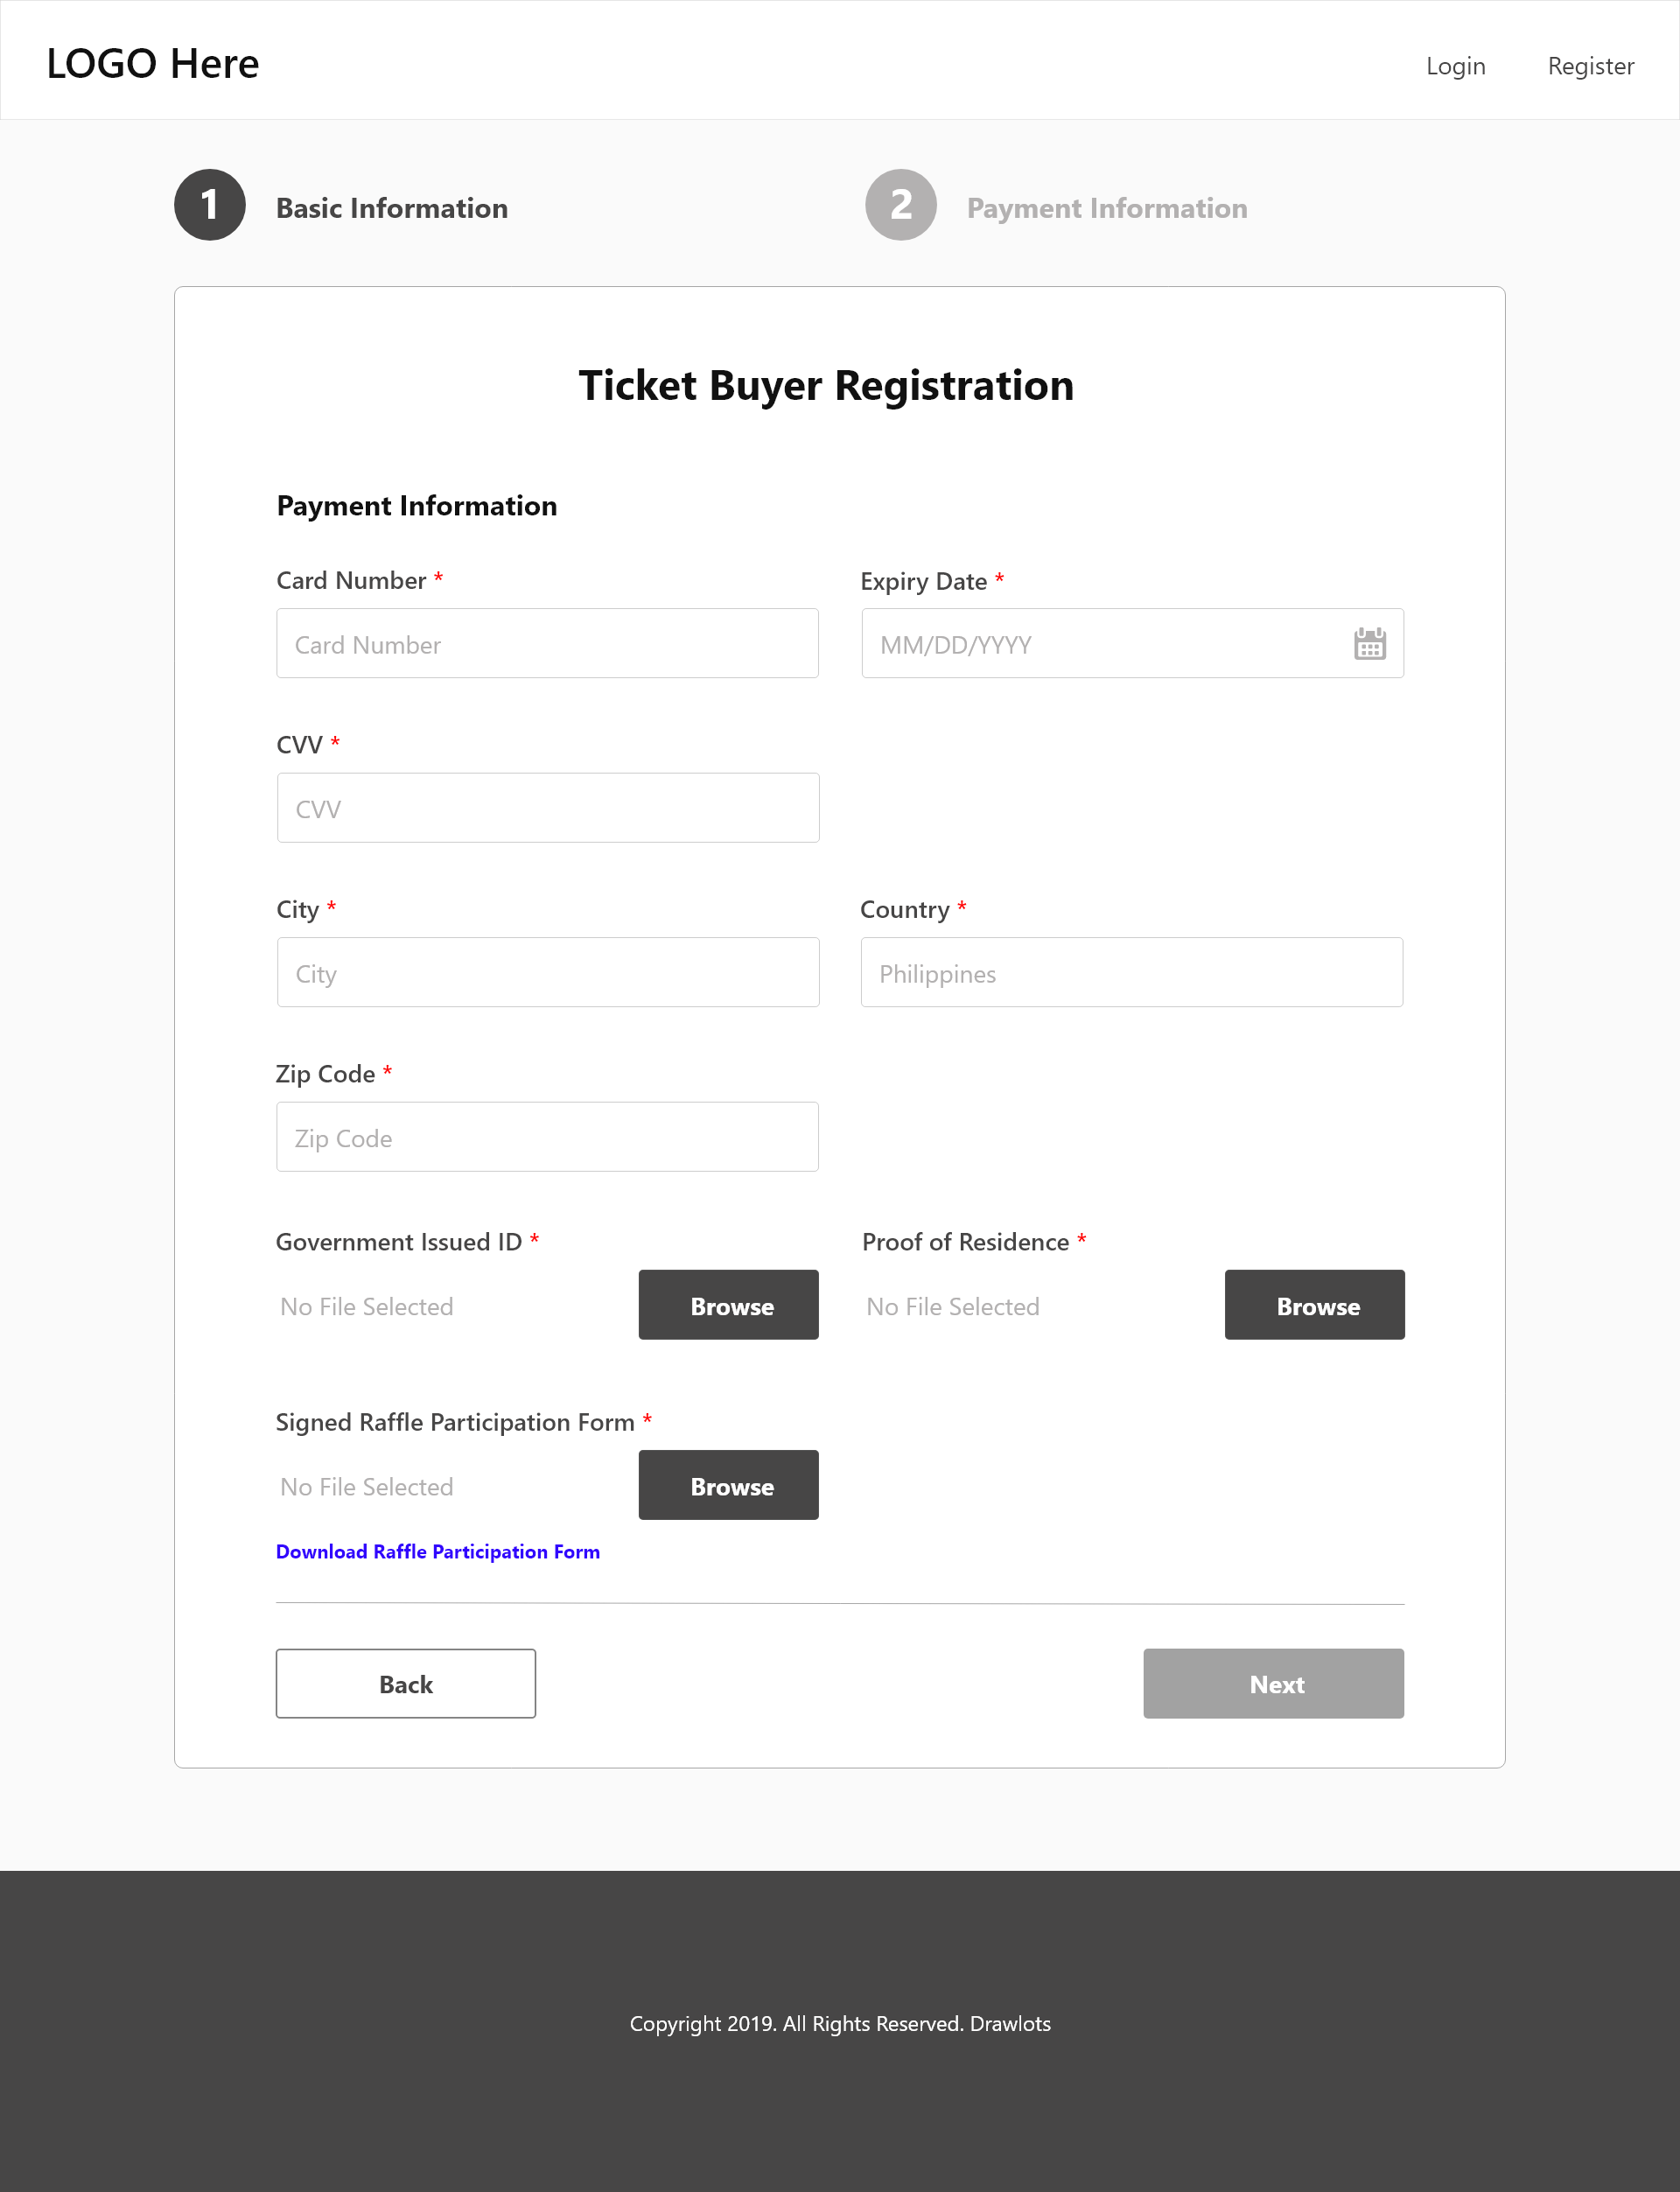 LOGO Here
Login
Register
1
Basic Information
2
Payment Information
Ticket Buyer Registration
Payment Information
Card Number *
Expiry Date *
Card Number
MM/DD/YYYY
CVV *
CVV
City *
Country *
City
Philippines
Zip Code *
Zip Code
Government Issued ID *
Proof of Residence *
No File Selected
Browse
No File Selected
Browse
Signed Raffle Participation Form *
No File Selected
Browse
Download Raffle Participation Form
Back
Next
Copyright 2019. All Rights Reserved. Drawlots